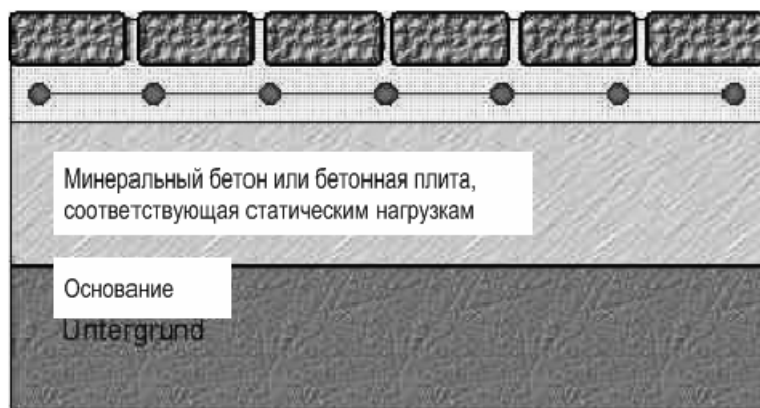 Минеральный бетон или бетонная плита,
соответствующая статическим нагрузкам
Основание
Untergrund